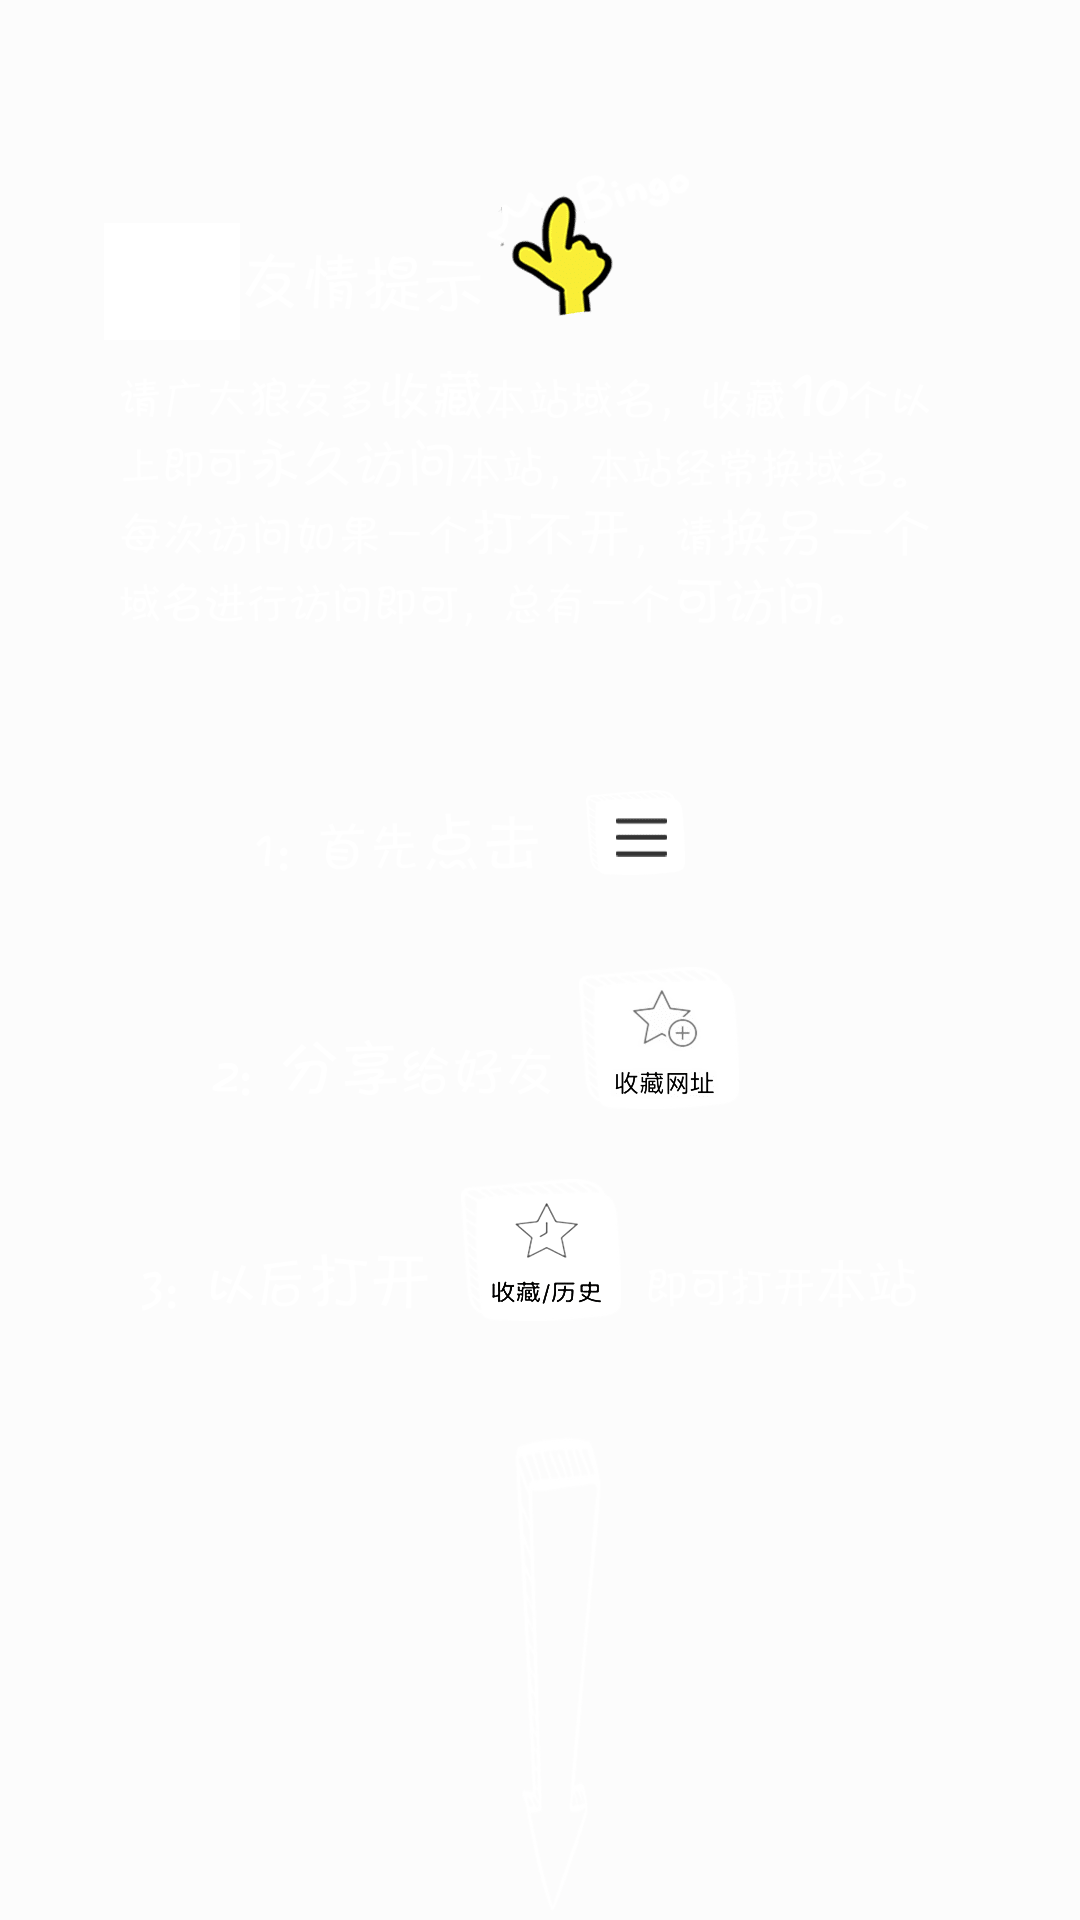 Bingo
友情提示
请广大狼友多收藏本站域名，收藏10个以
上即可永久访问本站，本站经常换域名。
每次访问如果一个打不开，请换另一个
域名进行访问即可，总有一个可访问。
1：首先点击
2：分享给好友
收藏网址
3：以后打开
收藏/历史
即可打开本站